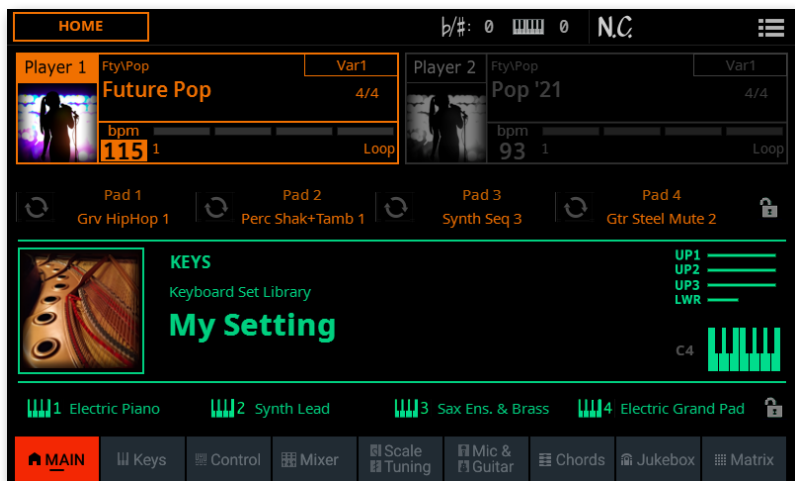 HOME
♭/#: 0 0 N.C.
Player 1 Fty\Pop Var1
Future Pop 4/4
bpm
115 1 Loop
Player 2 Fty\Pop Var1
Pop '21 4/4
bpm
93 1 Loop
Pad 1
Grv HipHop 1
Pad 2
Perc Shak+Tamb 1
Pad 3
Synth Seq 3
Pad 4
Gtr Steel Mute 2
KEYS
Keyboard Set Library
My Setting
UP1
UP2
UP3
LWR
C4
1 Electric Piano
2 Synth Lead
3 Sax Ens. & Brass
4 Electric Grand Pad
MAIN
Keys
Control
Mixer
Scale
Tuning
Mic &
Guitar
Chords
Jukebox
Matrix